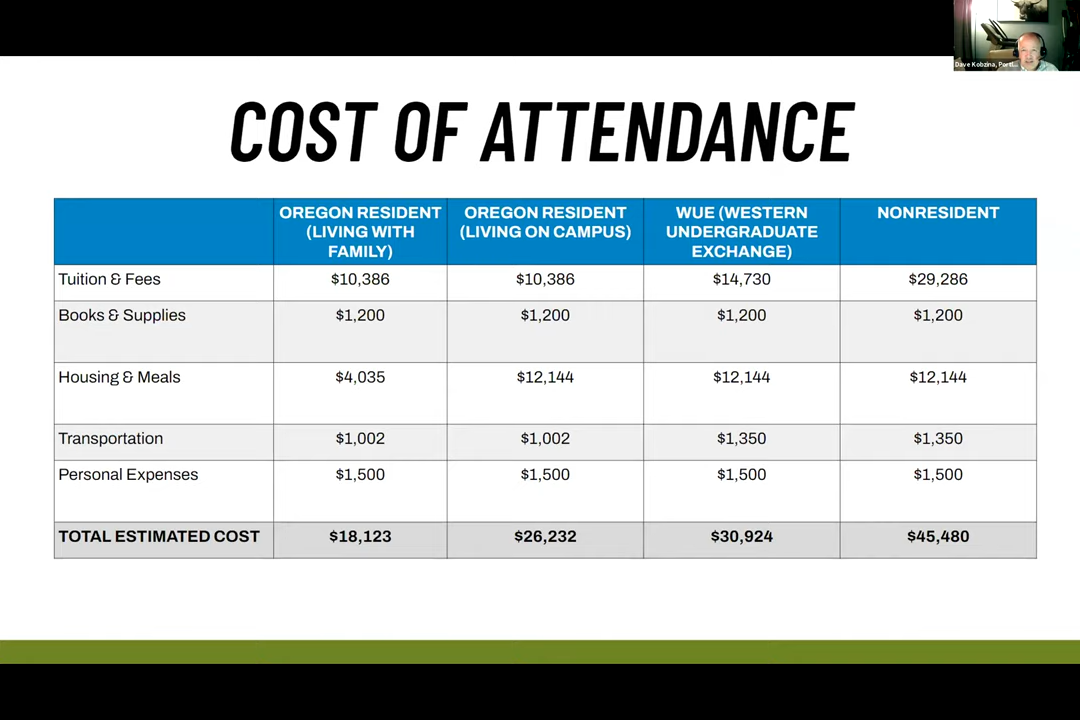 Dave Kobzina, Portl...
COST OF ATTENDANCE
OREGON RESIDENT (LIVING WITH FAMILY) OREGON RESIDENT (LIVING ON CAMPUS) WUE (WESTERN UNDERGRADUATE EXCHANGE) NONRESIDENT
Tuition & Fees $10,386 $10,386 $14,730 $29,286
Books & Supplies $1,200 $1,200 $1,200 $1,200
Housing & Meals $4,035 $12,144 $12,144 $12,144
Transportation $1,002 $1,002 $1,350 $1,350
Personal Expenses $1,500 $1,500 $1,500 $1,500
TOTAL ESTIMATED COST $18,123 $26,232 $30,924 $45,480